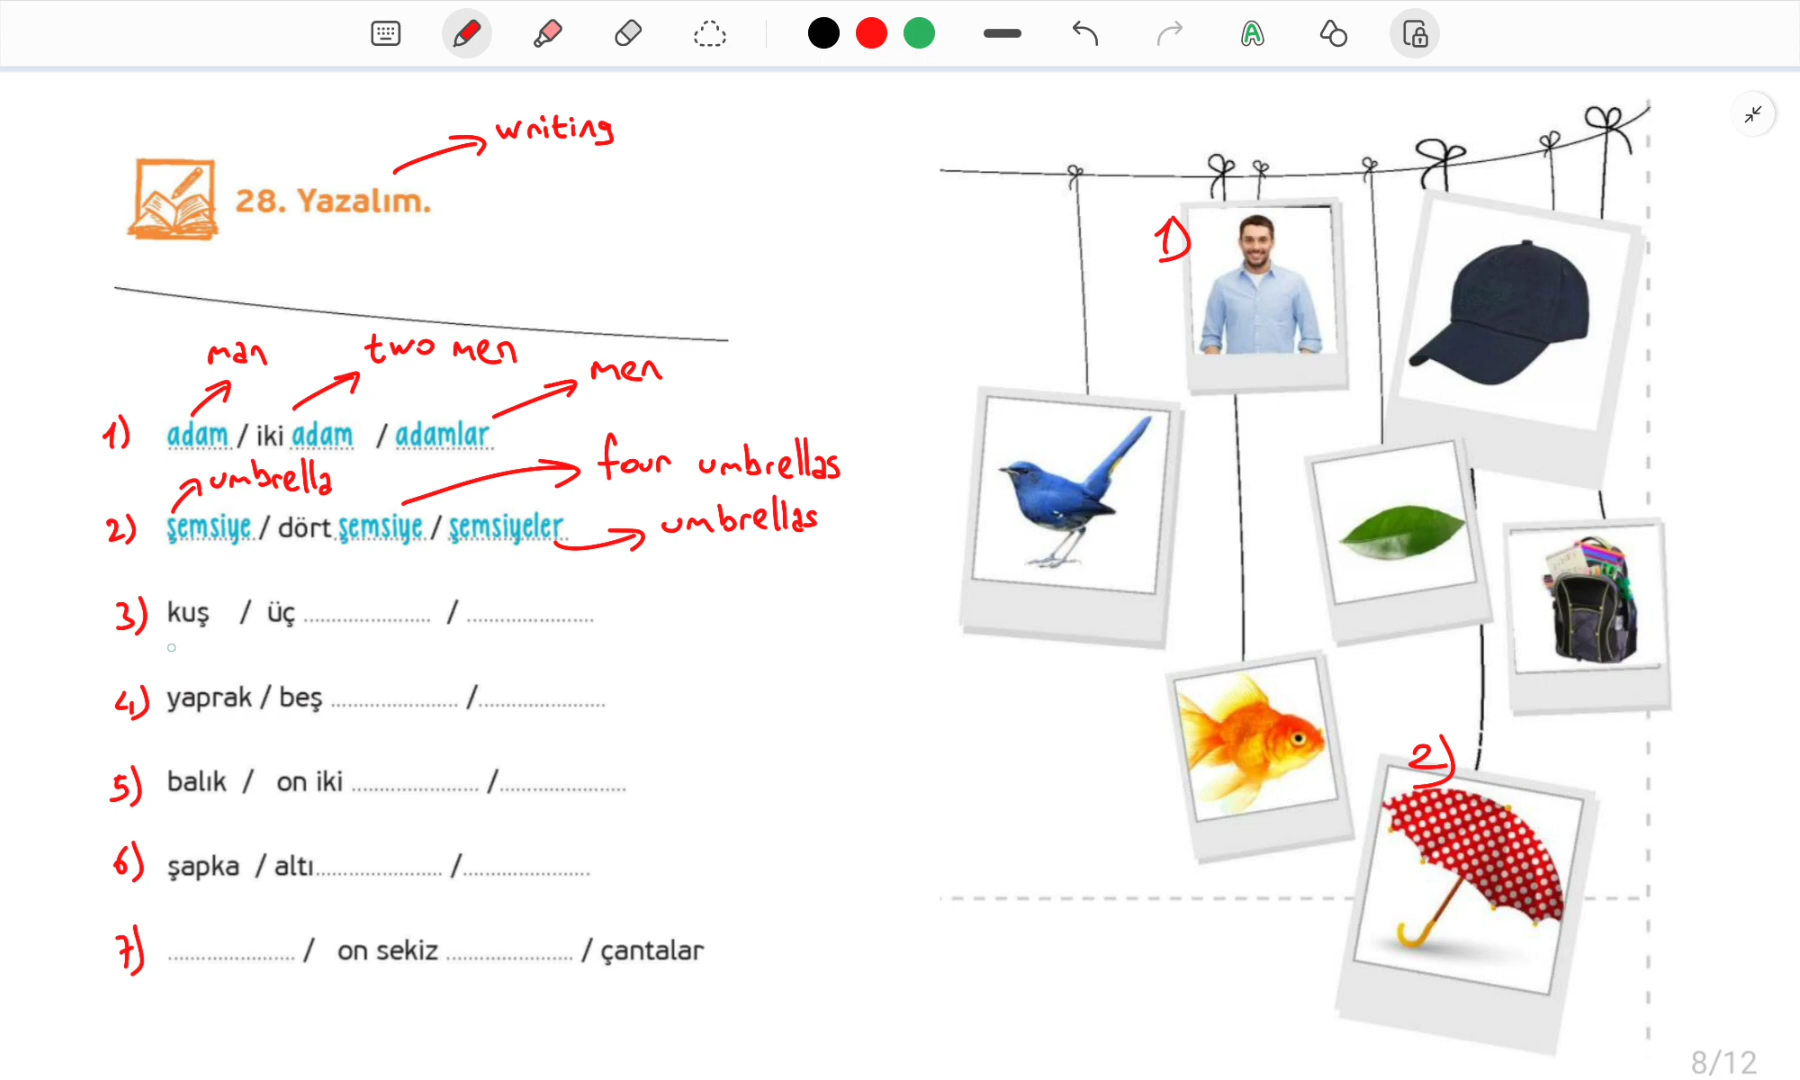 writing
28. Yazalım.
man
two men
men
1) adam / iki adam / adamlar
umbrella
four umbrellas
2) şemsiye / dört şemsiye / şemsiyeler
umbrellas
3) kuş / üç ...................... / ......................
4) yaprak / beş ...................... / ......................
5) balık / on iki ...................... / ......................
6) şapka / altı ...................... / ......................
7) ...................... / on sekiz ...................... / çantalar
1)
2)
8/12